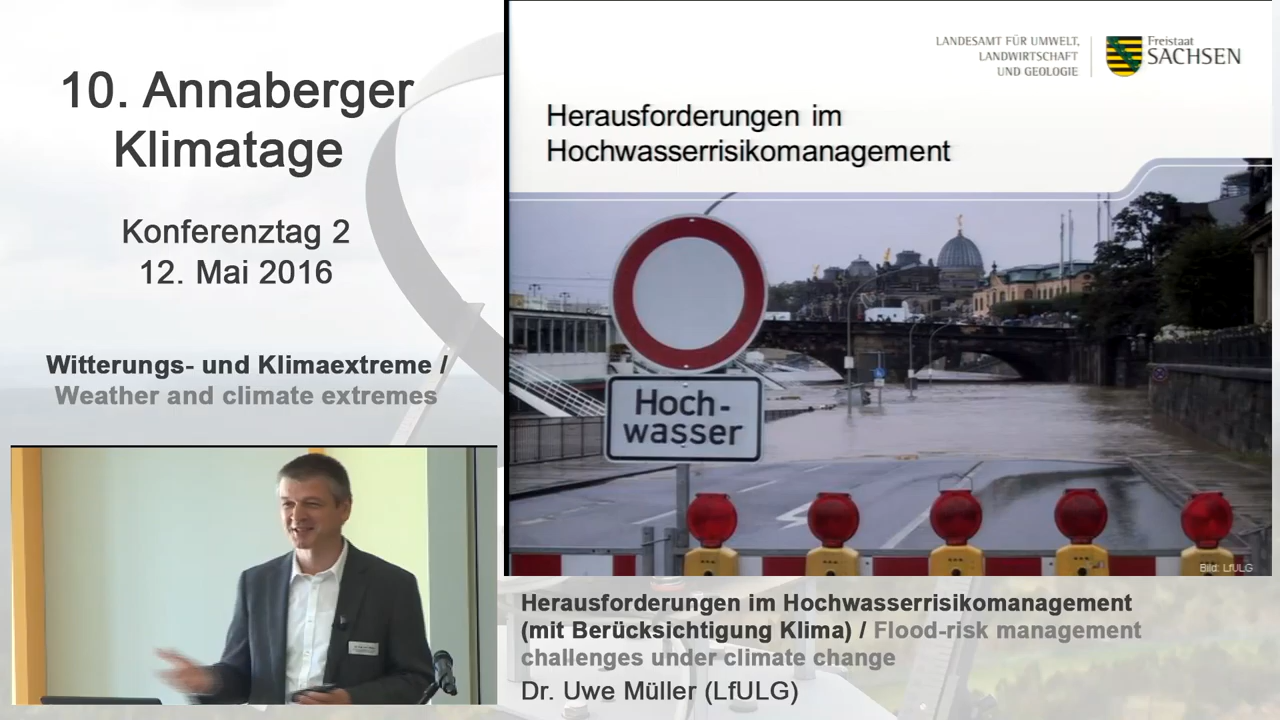 10. Annaberger
Klimatage
Konferenztag 2
12. Mai 2016
Witterungs- und Klimaextreme /
Weather and climate extremes
LANDESAMT FÜR UMWELT,
LANDWIRTSCHAFT
UND GEOLOGIE
Freistaat
SACHSEN
Herausforderungen im
Hochwasserrisikomanagement
Hoch-
wasser
Bild: LfULG
Herausforderungen im Hochwasserrisikomanagement
(mit Berücksichtigung Klima) / Flood-risk management
challenges under climate change
Dr. Uwe Müller (LfULG)